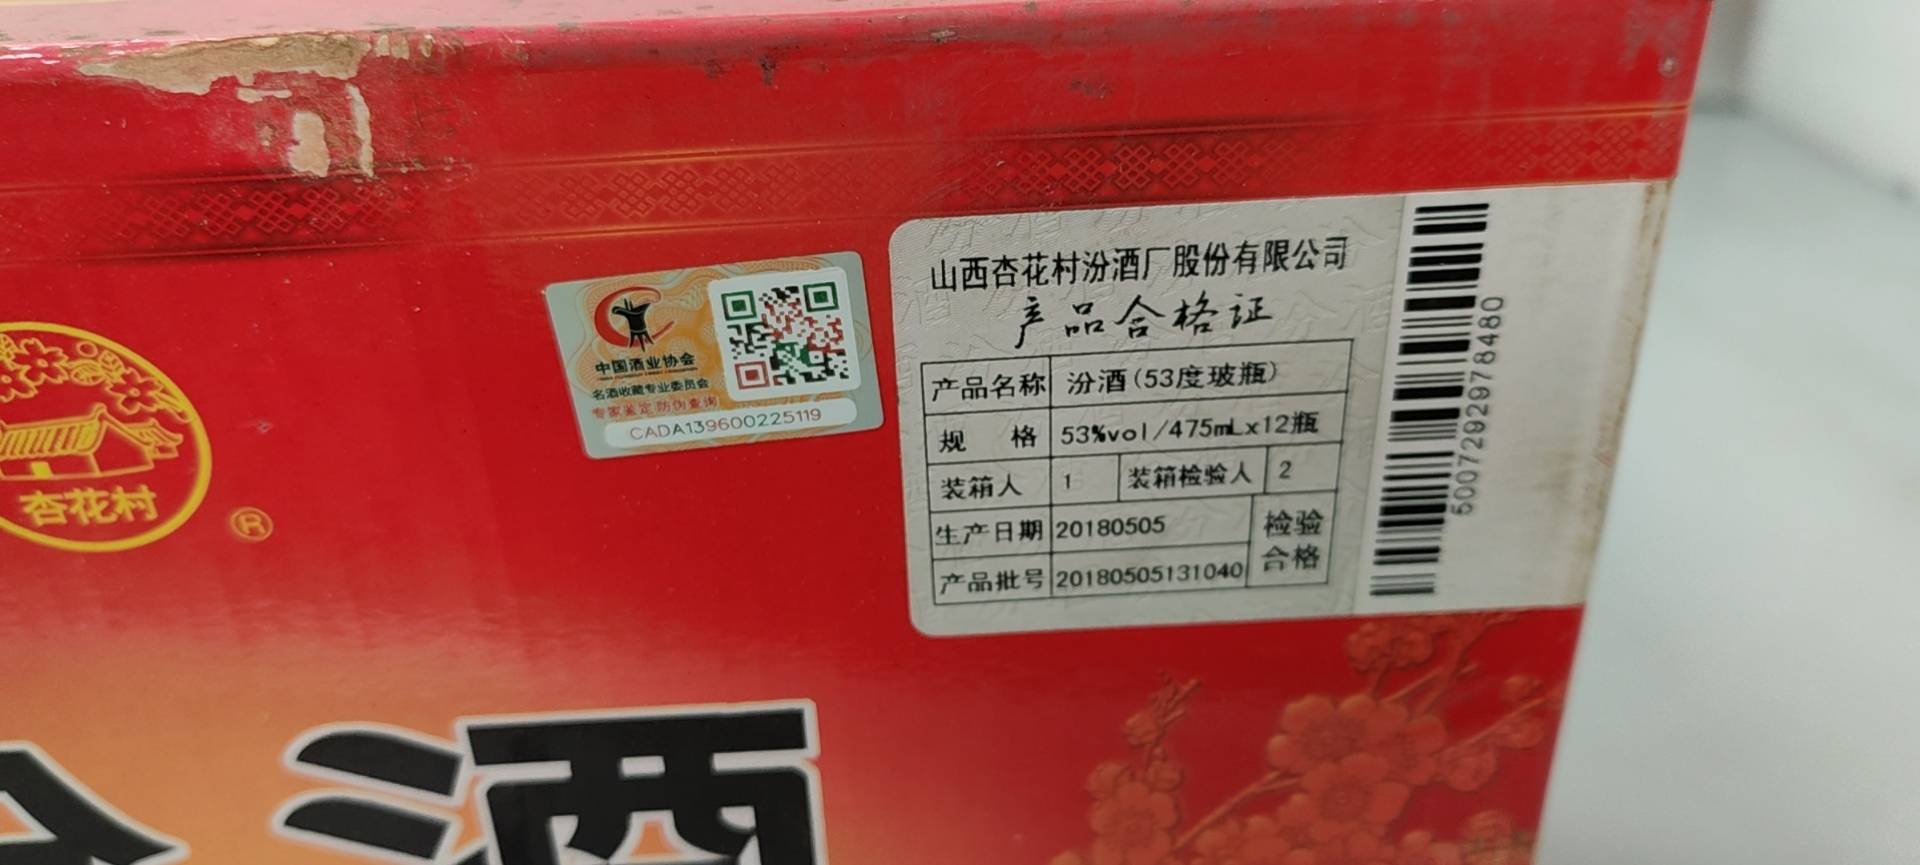 杏花村
®
中国酒业协会
名酒收藏专业委员会
专家鉴定 防伪查询
CADA139600225119
山西杏花村汾酒厂股份有限公司
产品合格证
产品名称 汾酒(53度玻瓶)
规 格 53%vol/475mLx12瓶
装箱人 1 装箱检验人 2
生产日期 20180505 检验
产品批号 20180505131040 合格
5007292978480
酒